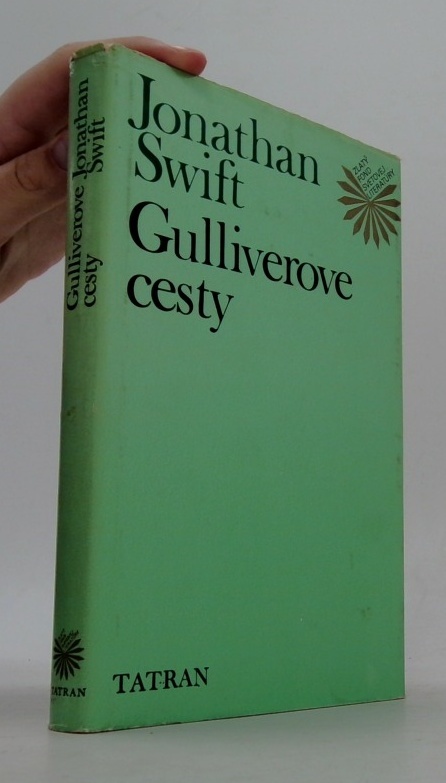 Jonathan
Swift
Gulliverove
cesty
ZLATÝ
FOND
SVETOVEJ
LITERATÚRY
TATRAN
Jonathan
Swift
Gulliverove
cesty
TATRAN